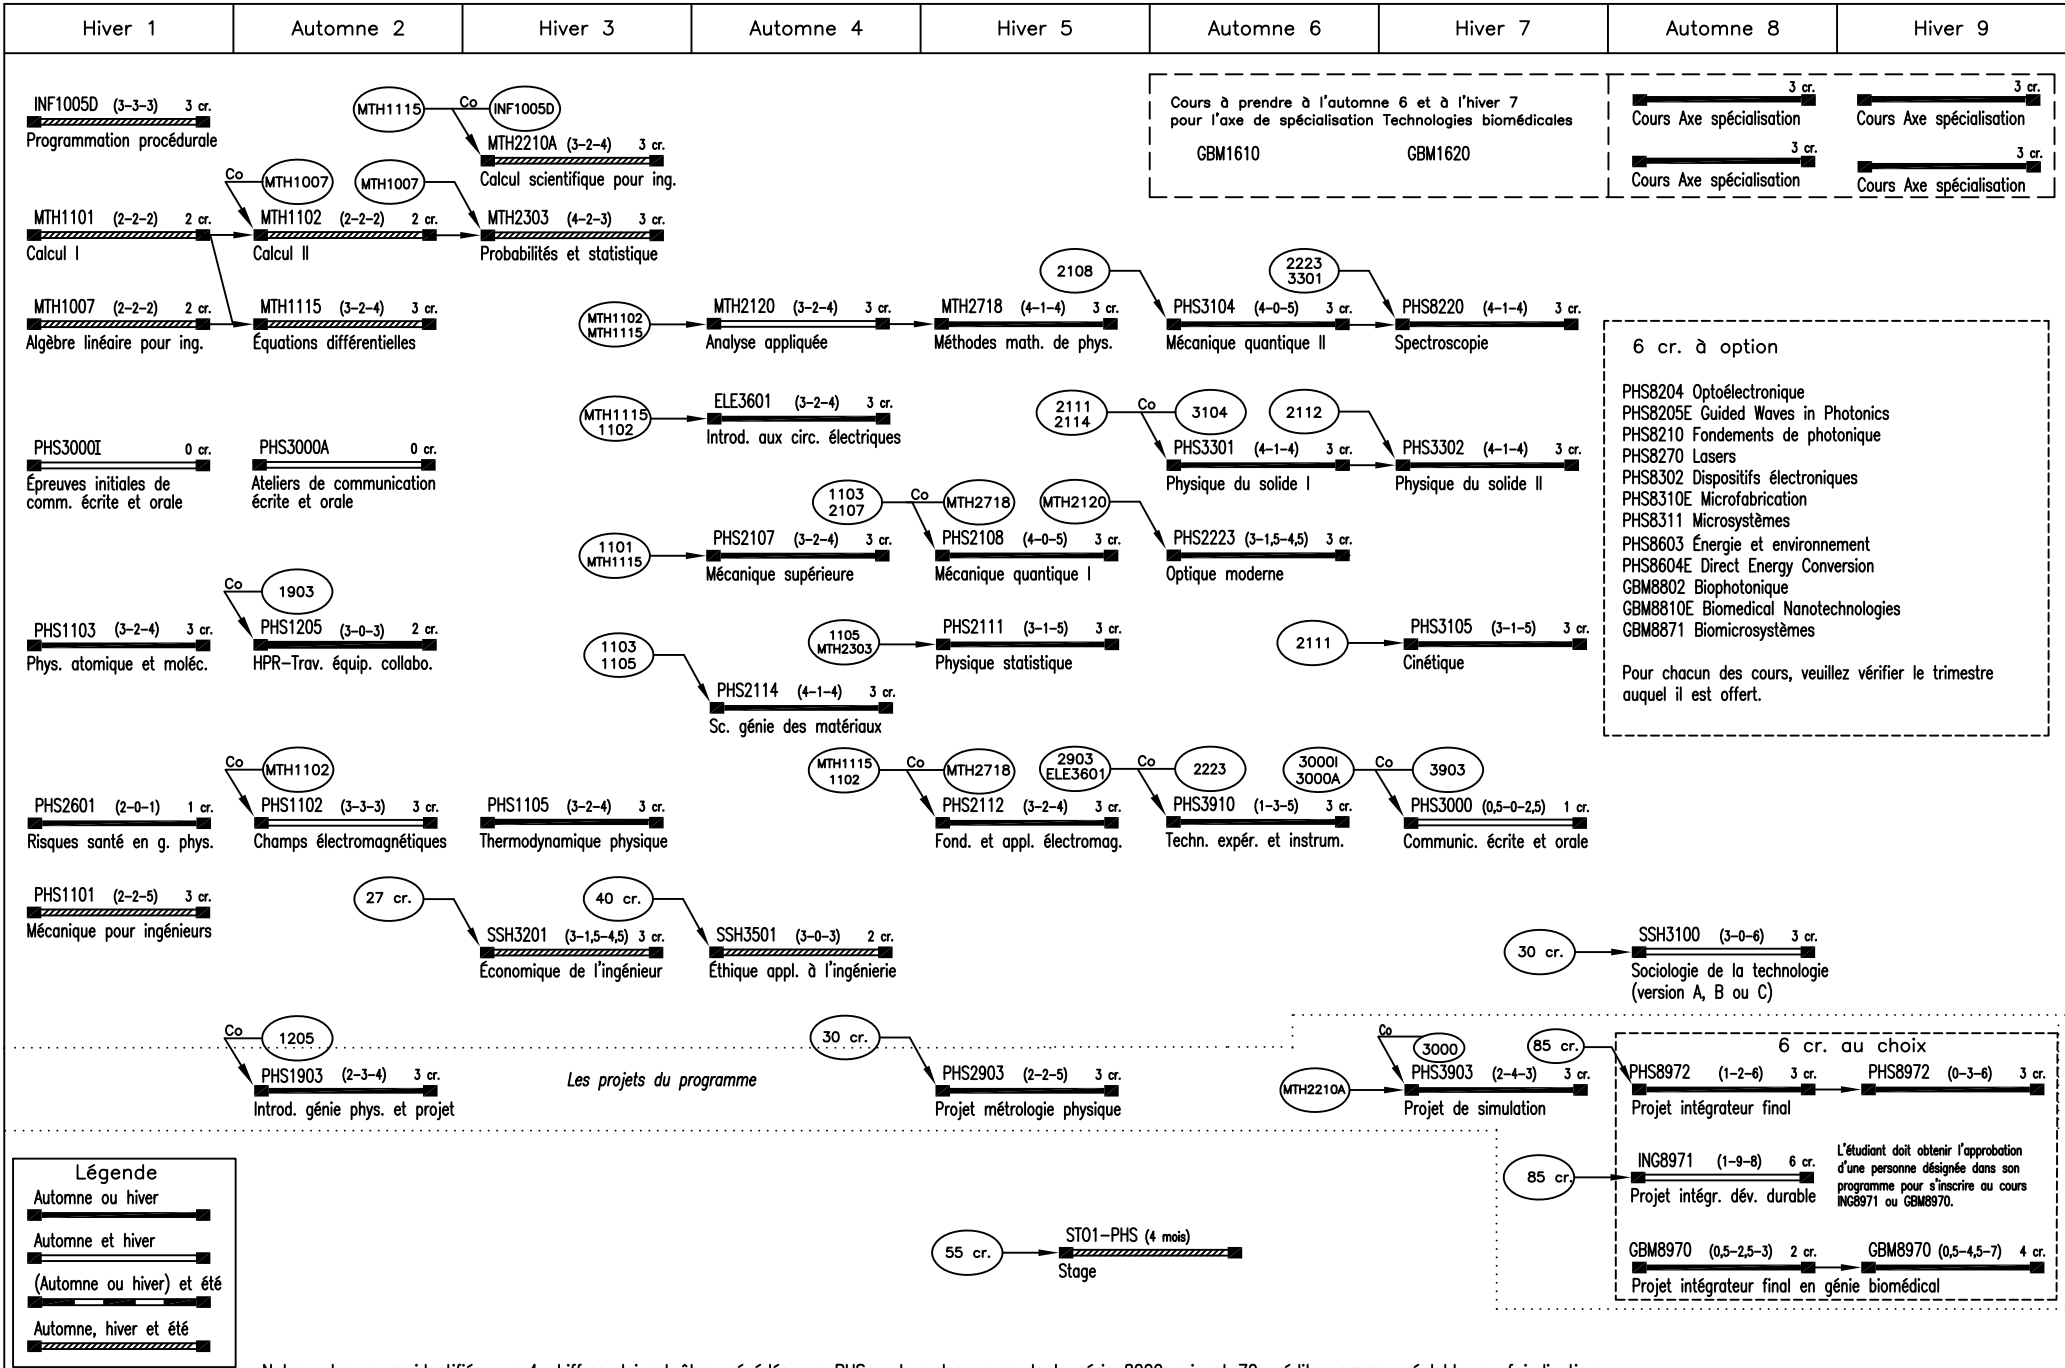 Hiver 1
Automne 2
Hiver 3
Automne 4
Hiver 5
Automne 6
Hiver 7
Automne 8
Hiver 9
INF1005D (3-3-3) 3 cr.
Programmation procédurale
MTH1101 (2-2-2) 2 cr.
Calcul I
MTH1007 (2-2-2) 2 cr.
Algèbre linéaire pour ing.
PHS3000I 0 cr.
Épreuves initiales de
comm. écrite et orale
PHS1103 (3-2-4) 3 cr.
Phys. atomique et moléc.
PHS2601 (2-0-1) 1 cr.
Risques santé en g. phys.
PHS1101 (2-2-5) 3 cr.
Mécanique pour ingénieurs
Co
MTH1007
MTH1102 (2-2-2) 2 cr.
Calcul II
MTH1115 (3-2-4) 3 cr.
Équations différentielles
PHS3000A 0 cr.
Ateliers de communication
écrite et orale
Co
1903
PHS1205 (3-0-3) 2 cr.
HPR-Trav. équip. collabo.
Co
MTH1102
PHS1102 (3-3-3) 3 cr.
Champs électromagnétiques
Co
1205
PHS1903 (2-3-4) 3 cr.
Introd. génie phys. et projet
MTH1115
Co
INF1005D
MTH2210A (3-2-4) 3 cr.
Calcul scientifique pour ing.
MTH1007
MTH2303 (4-2-3) 3 cr.
Probabilités et statistique
PHS1105 (3-2-4) 3 cr.
Thermodynamique physique
27 cr.
SSH3201 (3-1,5-4,5) 3 cr.
Économique de l'ingénieur
Les projets du programme
MTH1102
MTH1115
MTH2120 (3-2-4) 3 cr.
Analyse appliquée
MTH1115
1102
ELE3601 (3-2-4) 3 cr.
Introd. aux circ. électriques
1101
MTH1115
PHS2107 (3-2-4) 3 cr.
Mécanique supérieure
1103
1105
PHS2114 (4-1-4) 3 cr.
Sc. génie des matériaux
40 cr.
SSH3501 (3-0-3) 2 cr.
Éthique appl. à l'ingénierie
MTH2718 (4-1-4) 3 cr.
Méthodes math. de phys.
1103
2107
Co
MTH2718
PHS2108 (4-0-5) 3 cr.
Mécanique quantique I
1105
MTH2303
PHS2111 (3-1-5) 3 cr.
Physique statistique
MTH1115
1102
Co
MTH2718
PHS2112 (3-2-4) 3 cr.
Fond. et appl. électromag.
30 cr.
PHS2903 (2-2-5) 3 cr.
Projet métrologie physique
55 cr.
ST01-PHS (4 mois)
Stage
Cours à prendre à l'automne 6 et à l'hiver 7
pour l'axe de spécialisation Technologies biomédicales
GBM1610
GBM1620
2108
PHS3104 (4-0-5) 3 cr.
Mécanique quantique II
2111
2114
Co
3104
PHS3301 (4-1-4) 3 cr.
Physique du solide I
MTH2120
PHS2223 (3-1,5-4,5) 3 cr.
Optique moderne
2903
ELE3601
Co
2223
PHS3910 (1-3-5) 3 cr.
Techn. expér. et instrum.
2223
3301
PHS8220 (4-1-4) 3 cr.
Spectroscopie
2112
PHS3302 (4-1-4) 3 cr.
Physique du solide II
2111
PHS3105 (3-1-5) 3 cr.
Cinétique
3000I
3000A
Co
3903
PHS3000 (0,5-0-2,5) 1 cr.
Communic. écrite et orale
Co
3000
MTH2210A
PHS3903 (2-4-3) 3 cr.
Projet de simulation
3 cr.
Cours Axe spécialisation
3 cr.
Cours Axe spécialisation
3 cr.
Cours Axe spécialisation
3 cr.
Cours Axe spécialisation
6 cr. à option
PHS8204 Optoélectronique
PHS8205E Guided Waves in Photonics
PHS8210 Fondements de photonique
PHS8270 Lasers
PHS8302 Dispositifs électroniques
PHS8310E Microfabrication
PHS8311 Microsystèmes
PHS8603 Énergie et environnement
PHS8604E Direct Energy Conversion
GBM8802 Biophotonique
GBM8810E Biomedical Nanotechnologies
GBM8871 Biomicrosystèmes
Pour chacun des cours, veuillez vérifier le trimestre
auquel il est offert.
30 cr.
SSH3100 (3-0-6) 3 cr.
Sociologie de la technologie
(version A, B ou C)
85 cr.
6 cr. au choix
PHS8972 (1-2-6) 3 cr.
PHS8972 (0-3-6) 3 cr.
Projet intégrateur final
85 cr.
ING8971 (1-9-8) 6 cr.
Projet intégr. dév. durable
L'étudiant doit obtenir l'approbation
d'une personne désignée dans son
programme pour s'inscrire au cours
ING8971 ou GBM8970.
GBM8970 (0,5-2,5-3) 2 cr.
GBM8970 (0,5-4,5-7) 4 cr.
Projet intégrateur final en génie biomédical
Légende
Automne ou hiver
Automne et hiver
(Automne ou hiver) et été
Automne, hiver et été